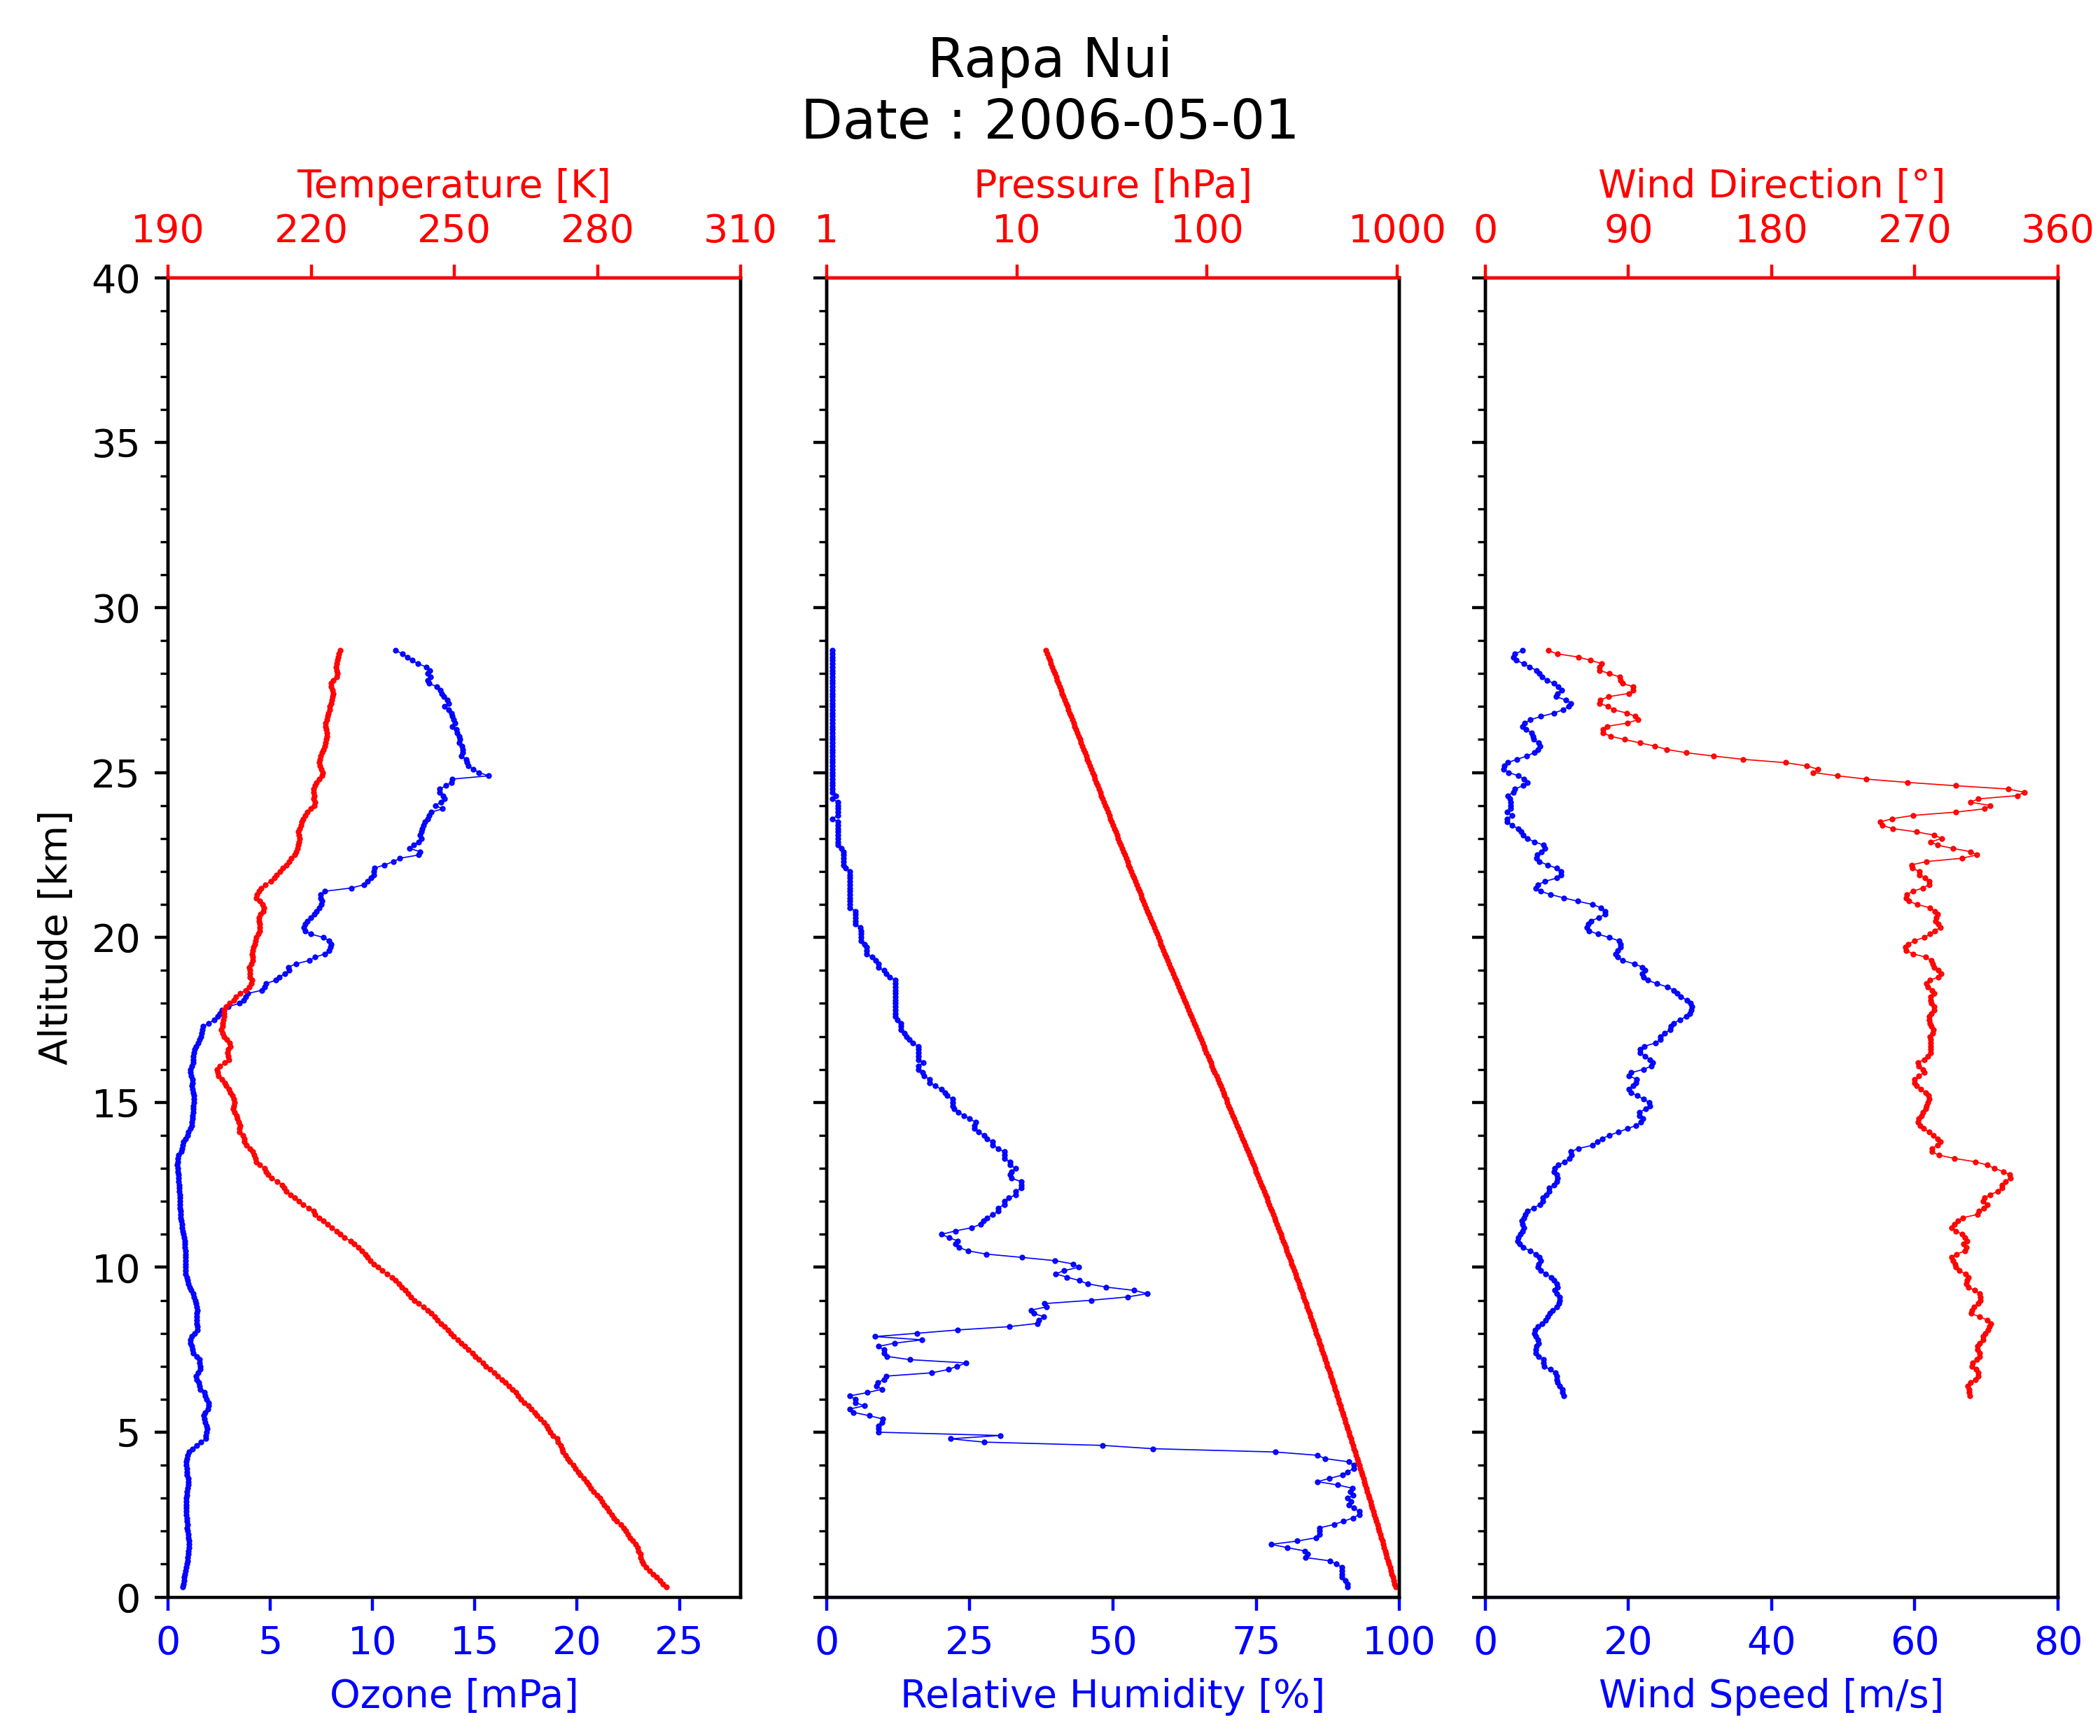 Rapa Nui
Date : 2006-05-01
Temperature [K]
190 220 250 280 310
Pressure [hPa]
1 10 100 1000
Wind Direction [°]
0 90 180 270 360
Altitude [km]
40
35
30
25
20
15
10
5
0
0 5 10 15 20 25
Ozone [mPa]
0 25 50 75 100
Relative Humidity [%]
0 20 40 60 80
Wind Speed [m/s]